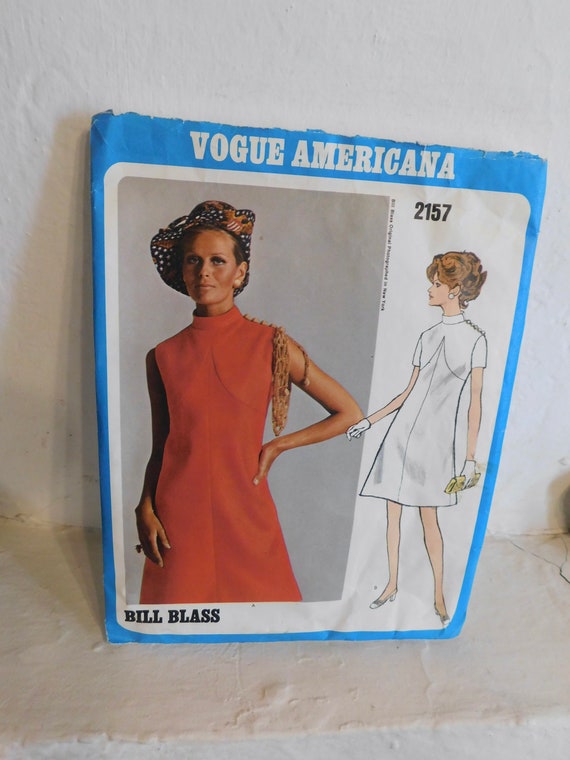 VOGUE AMERICANA
2157
Bill Blass Original Photographed in New York
BILL BLASS
A
B